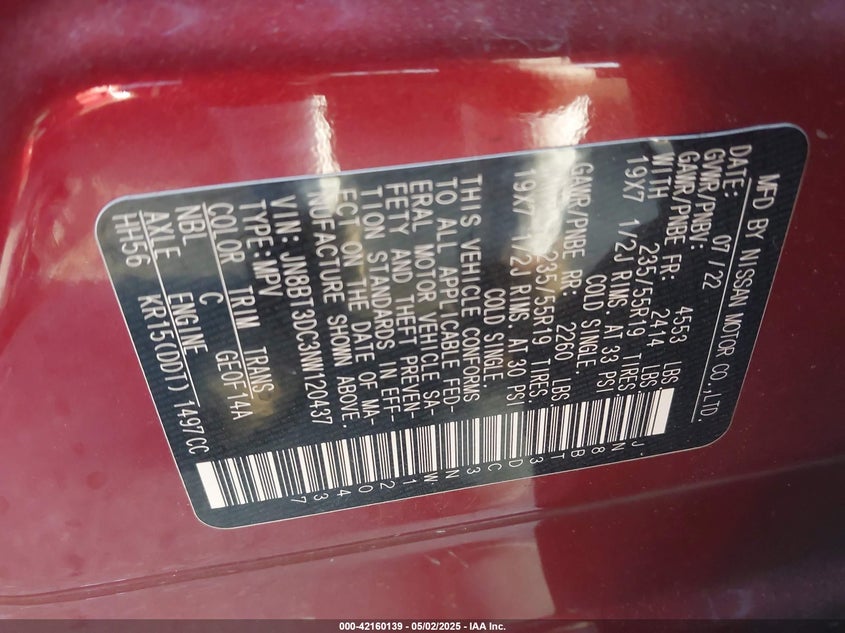 MFD BY NISSAN MOTOR CO.,LTD.
DATE: 07/22
GVWR/PNBV: 4553 LBS.
GAWR/PNBE FR: 2414 LBS.
WITH 235/55R19 TIRES.
19X7 1/2J RIMS. AT 33 PSI
COLD SINGLE.
GAWR/PNBE RR: 2260 LBS.
235/55R19 TIRES.
19X7 1/2J RIMS. AT 30 PSI
COLD SINGLE.
THIS VEHICLE CONFORMS
TO ALL APPLICABLE FED-
ERAL MOTOR VEHICLE SA-
FETY AND THEFT PREVEN-
TION STANDARDS IN EFF-
ECT ON THE DATE OF MA-
NUFACTURE SHOWN ABOVE.
VIN: JN8BT3DC3NW120437
TYPE:MPV
COLOR TRIM TRANS
NBL C GE0F14A
AXLE ENGINE
HH56 KR15(DDT) 1497CC
JN8BT3DC3NW120437
000-42160139 - 05/02/2025 - IAA Inc.